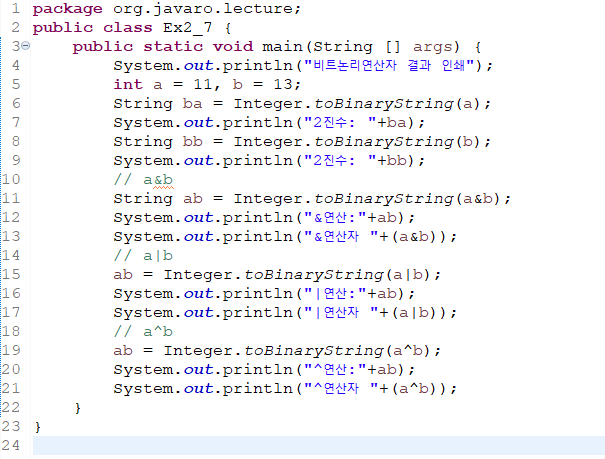 1 package org.javaro.lecture;
2 public class Ex2_7 {
3 public static void main(String [] args) {
4 System.out.println("비트논리연산자 결과 인쇄");
5 int a = 11, b = 13;
6 String ba = Integer.toBinaryString(a);
7 System.out.println("2진수: "+ba);
8 String bb = Integer.toBinaryString(b);
9 System.out.println("2진수: "+bb);
10 // a&b
11 String ab = Integer.toBinaryString(a&b);
12 System.out.println("&연산:"+ab);
13 System.out.println("&연산자 "+(a&b));
14 // a|b
15 ab = Integer.toBinaryString(a|b);
16 System.out.println("|연산:"+ab);
17 System.out.println("|연산자 "+(a|b));
18 // a^b
19 ab = Integer.toBinaryString(a^b);
20 System.out.println("^연산:"+ab);
21 System.out.println("^연산자 "+(a^b));
22 }
23 }
24